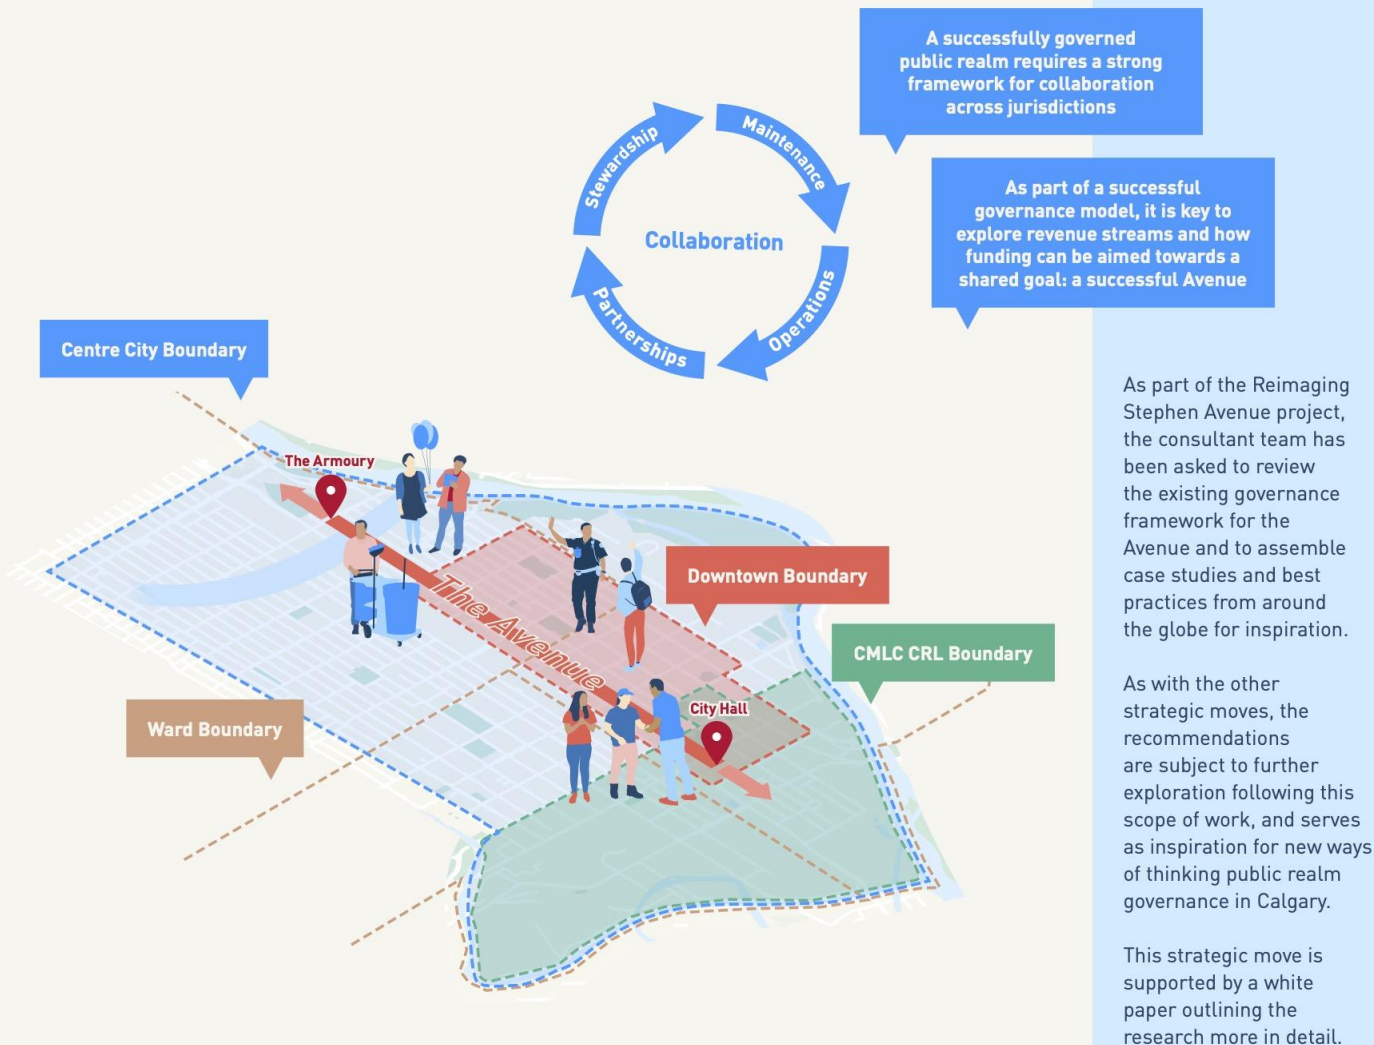 A successfully governed
public realm requires a strong
framework for collaboration
across jurisdictions
As part of a successful
governance model, it is key to
explore revenue streams and how
funding can be aimed towards a
shared goal: a successful Avenue
Stewardship
Maintenance
Collaboration
Partnerships
Operations
Centre City Boundary
The Armoury
The Avenue
Downtown Boundary
CMLC CRL Boundary
City Hall
Ward Boundary
As part of the Reimaging
Stephen Avenue project,
the consultant team has
been asked to review
the existing governance
framework for the
Avenue and to assemble
case studies and best
practices from around
the globe for inspiration.
As with the other
strategic moves, the
recommendations
are subject to further
exploration following this
scope of work, and serves
as inspiration for new ways
of thinking public realm
governance in Calgary.
This strategic move is
supported by a white
paper outlining the
research more in detail.